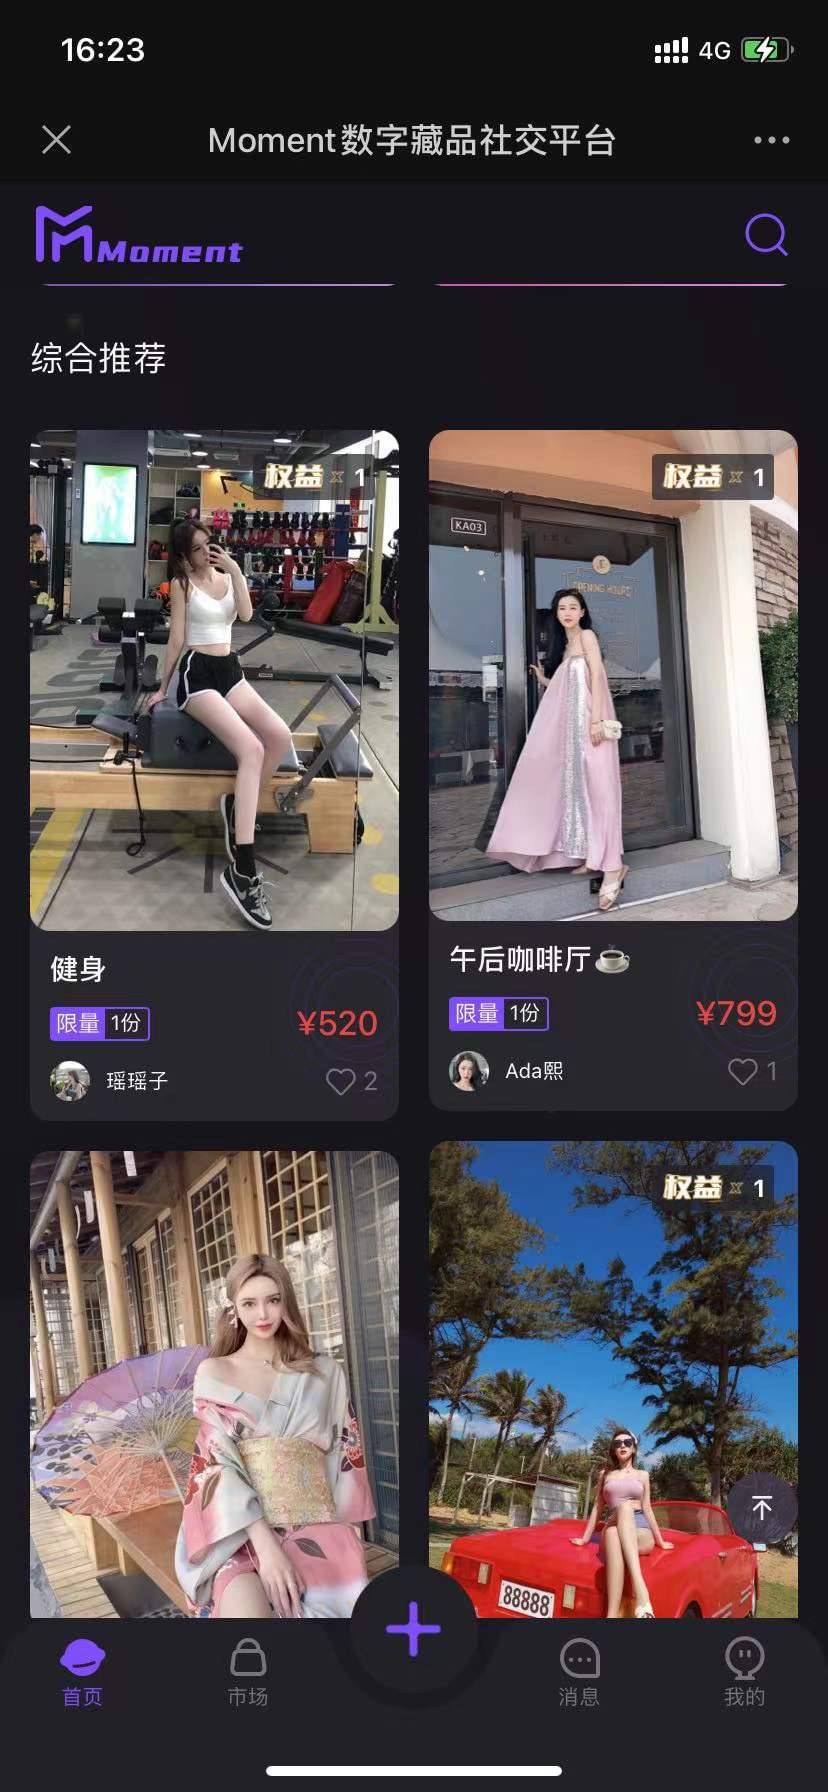 16:23
4G
Moment数字藏品社交平台
Moment
综合推荐
权益 x 1
权益 x 1
KA03
OPENING HOURS
健身
限量 1份
¥520
瑶瑶子
2
午后咖啡厅☕
限量 1份
¥799
Ada熙
1
权益 x 1
88888
首页
市场
消息
我的